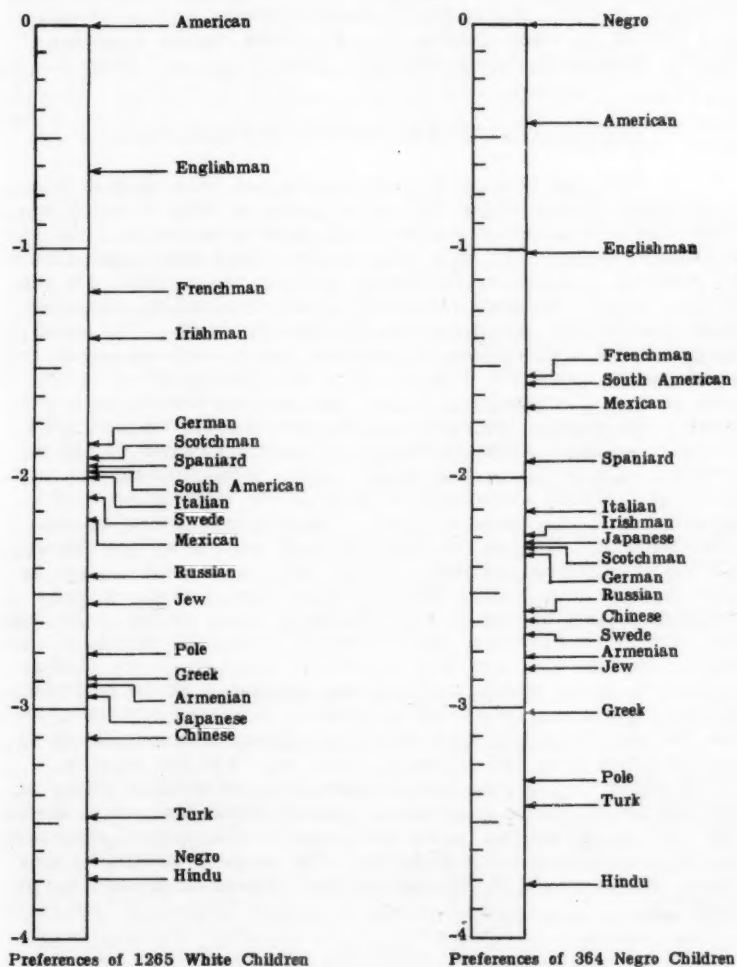 0
American
Englishman
-1
Frenchman
Irishman
German
Scotchman
Spaniard
-2
South American
Italian
Swede
Mexican
Russian
Jew
Pole
Greek
Armenian
-3
Japanese
Chinese
Turk
Negro
Hindu
-4
Preferences of 1265 White Children
0
Negro
American
-1
Englishman
Frenchman
South American
Mexican
Spaniard
-2
Italian
Irishman
Japanese
Scotchman
German
Russian
Chinese
Swede
Armenian
Jew
-3
Greek
Pole
Turk
Hindu
-4
Preferences of 364 Negro Children